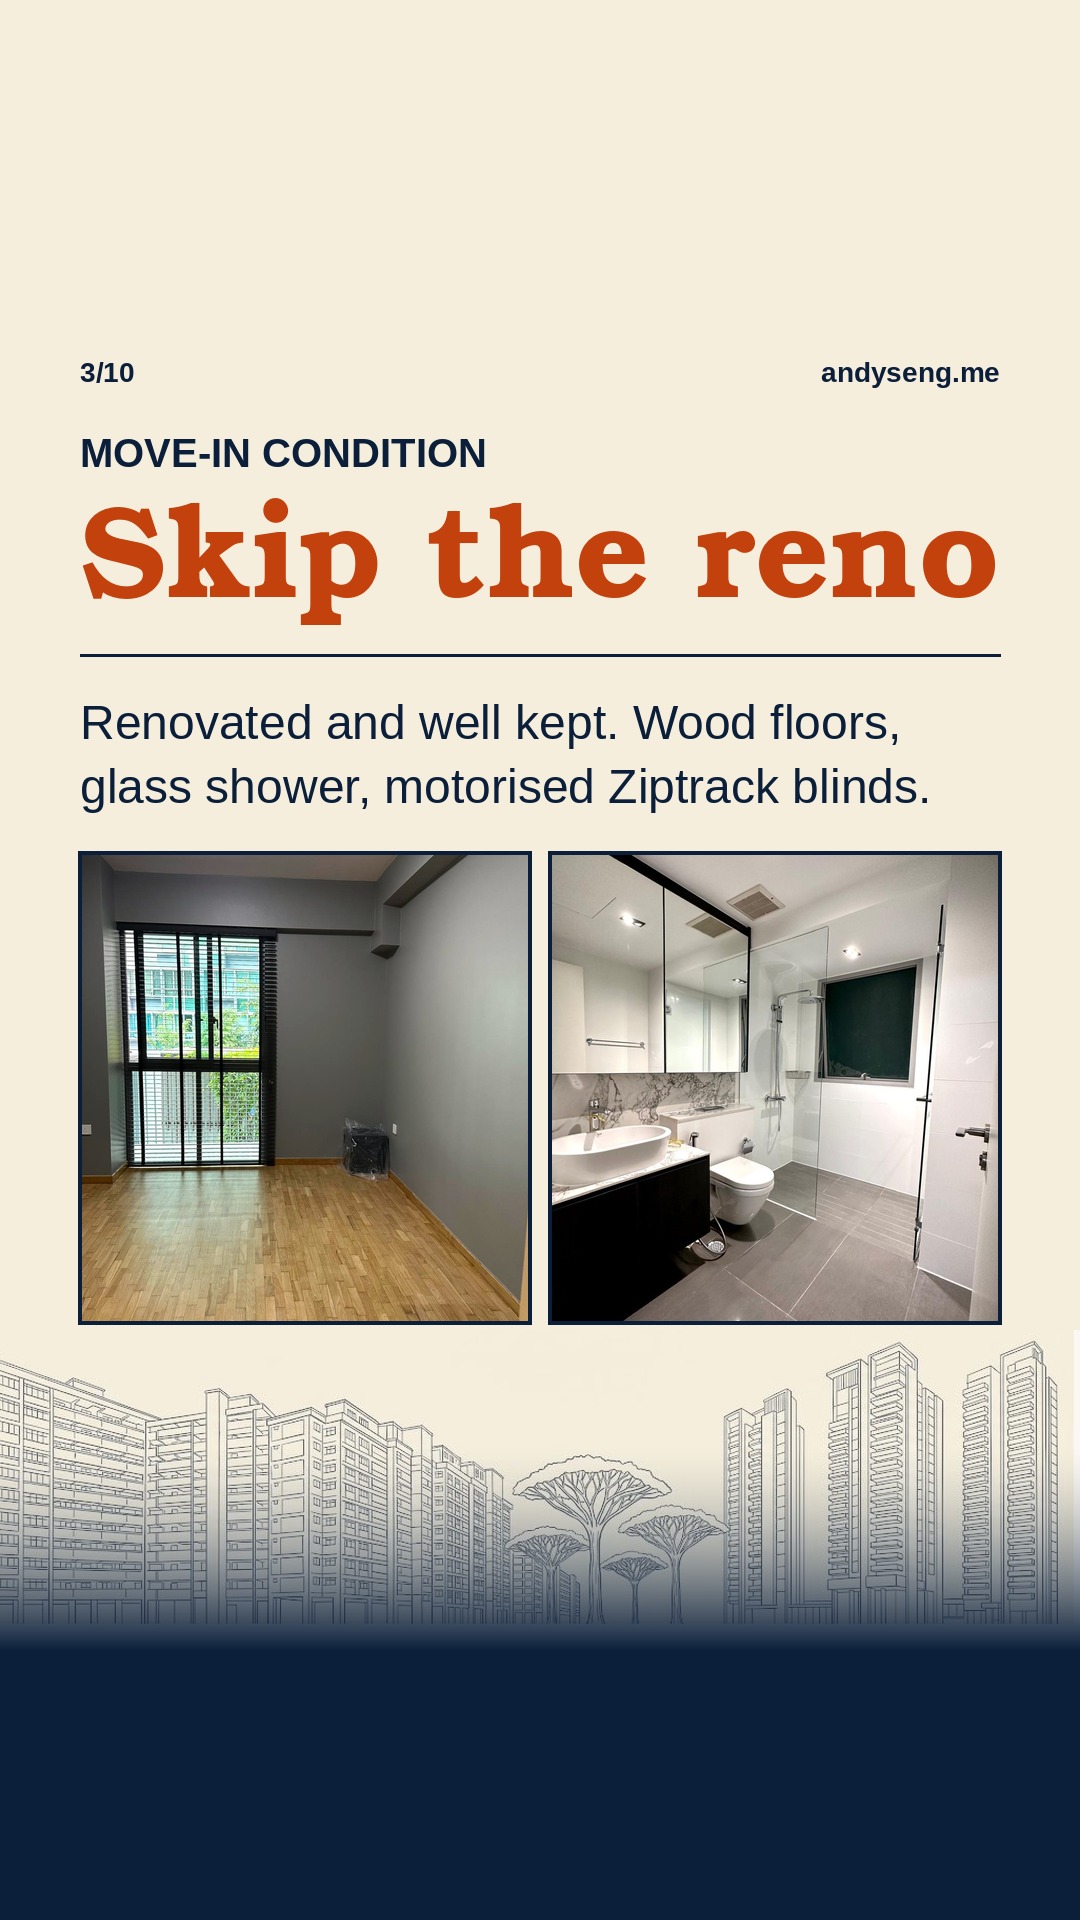 3/10
andyseng.me
MOVE-IN CONDITION
Skip the reno
Renovated and well kept. Wood floors,
glass shower, motorised Ziptrack blinds.